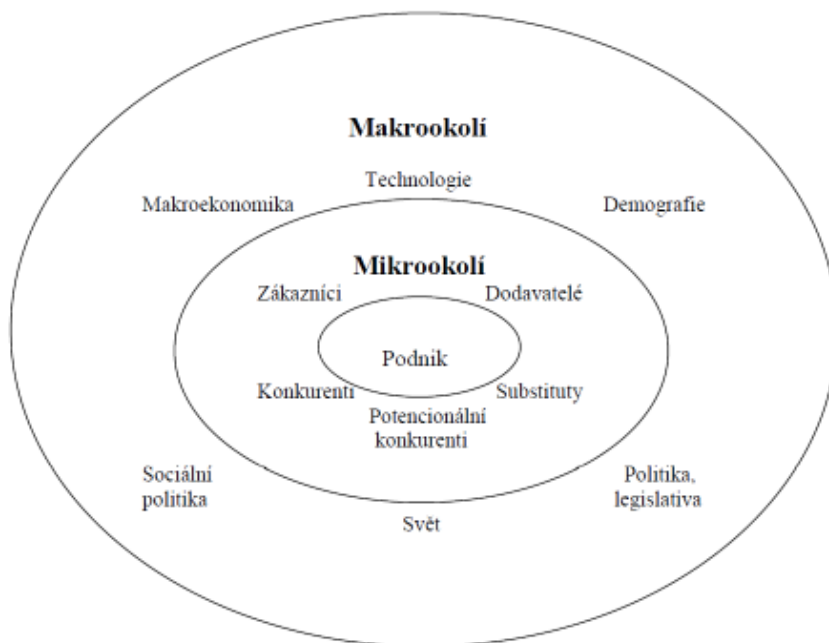 Makrookolí
Technologie
Makroekonomika
Demografie
Mikrookolí
Zákazníci
Dodavatelé
Podnik
Konkurenti
Substituty
Potencionální
konkurenti
Sociální
politika
Politika,
legislativa
Svět